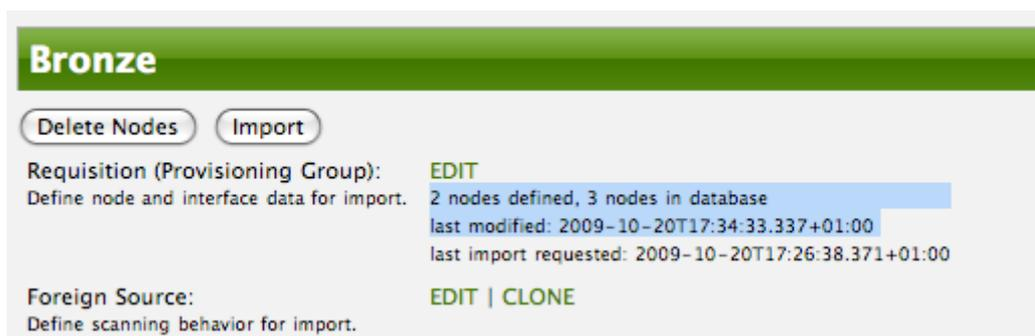 Bronze
Delete Nodes Import
Requisition (Provisioning Group): EDIT
Define node and interface data for import. 2 nodes defined, 3 nodes in database
last modified: 2009-10-20T17:34:33.337+01:00
last import requested: 2009-10-20T17:26:38.371+01:00
Foreign Source: EDIT | CLONE
Define scanning behavior for import.